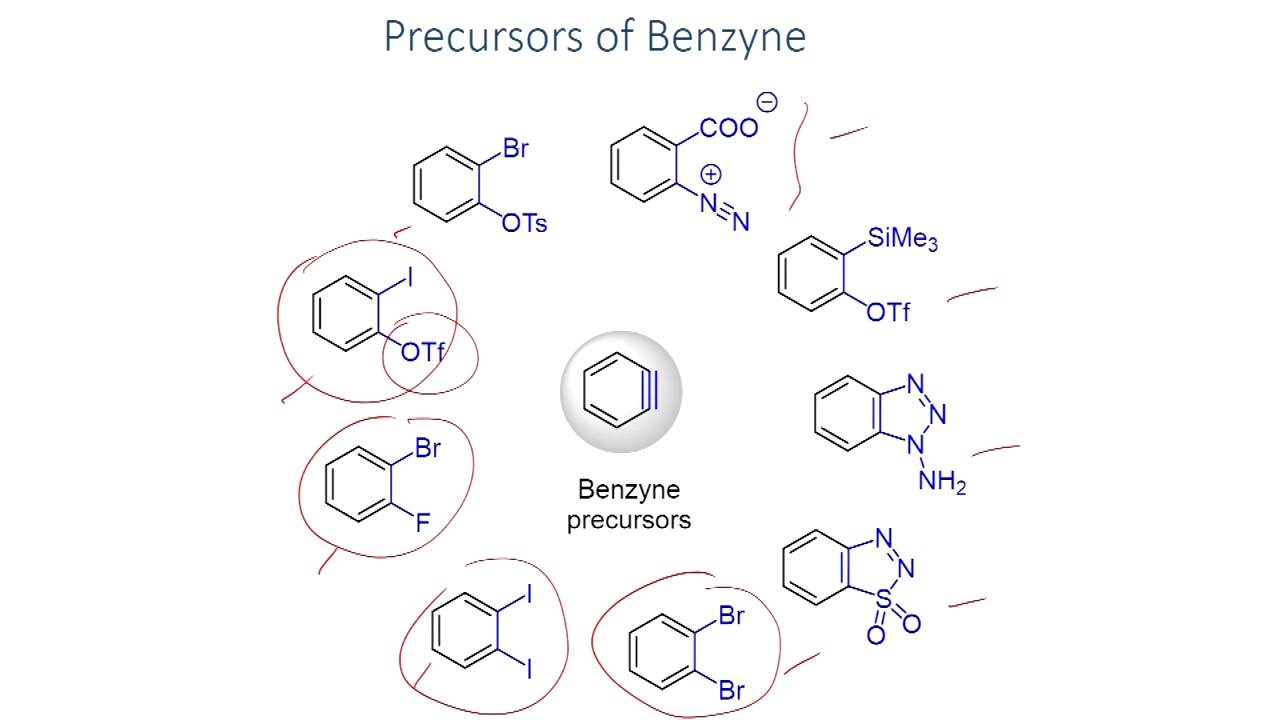 Precursors of Benzyne
Br
OTs
COO
⊖
⊕
N
N
SiMe3
OTf
I
OTf
N
N
N
NH2
Br
F
Benzyne
precursors
N
N
S
O
O
I
I
Br
Br